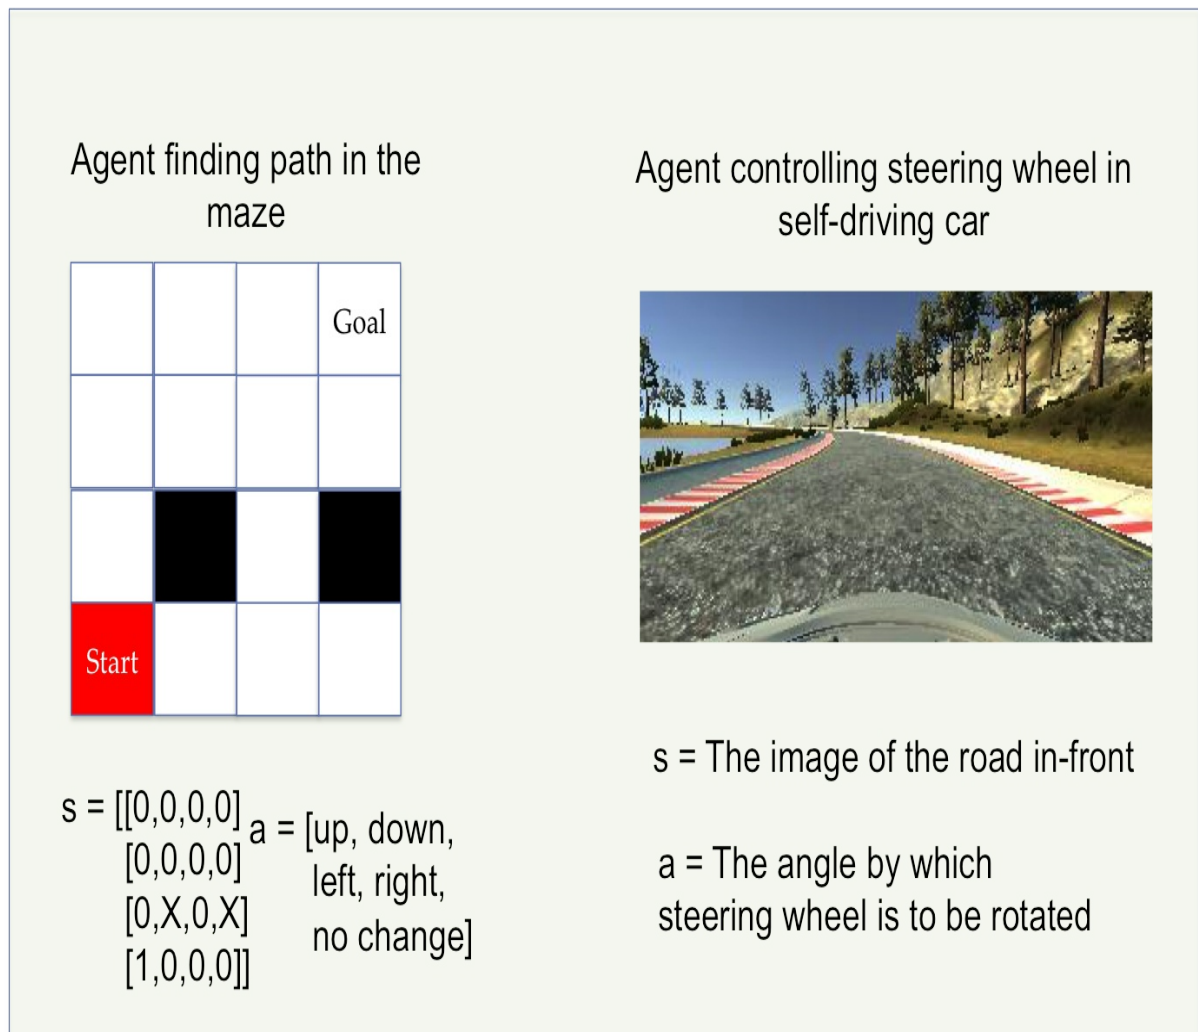 Agent finding path in the
maze
Goal
Start
s = [[0,0,0,0]
[0,0,0,0]
[0,X,0,X]
[1,0,0,0]]
a = [up, down,
left, right,
no change]
Agent controlling steering wheel in
self-driving car
s = The image of the road in-front
a = The angle by which
steering wheel is to be rotated